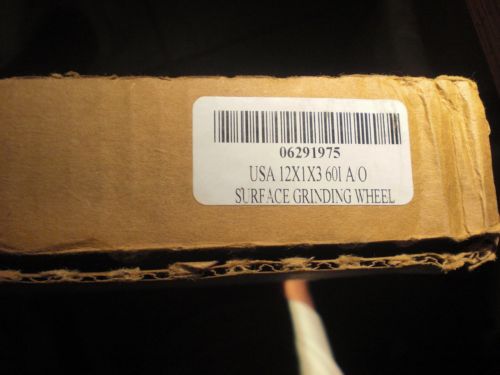 06291975
USA 12X1X3 60I A/O
SURFACE GRINDING WHEEL